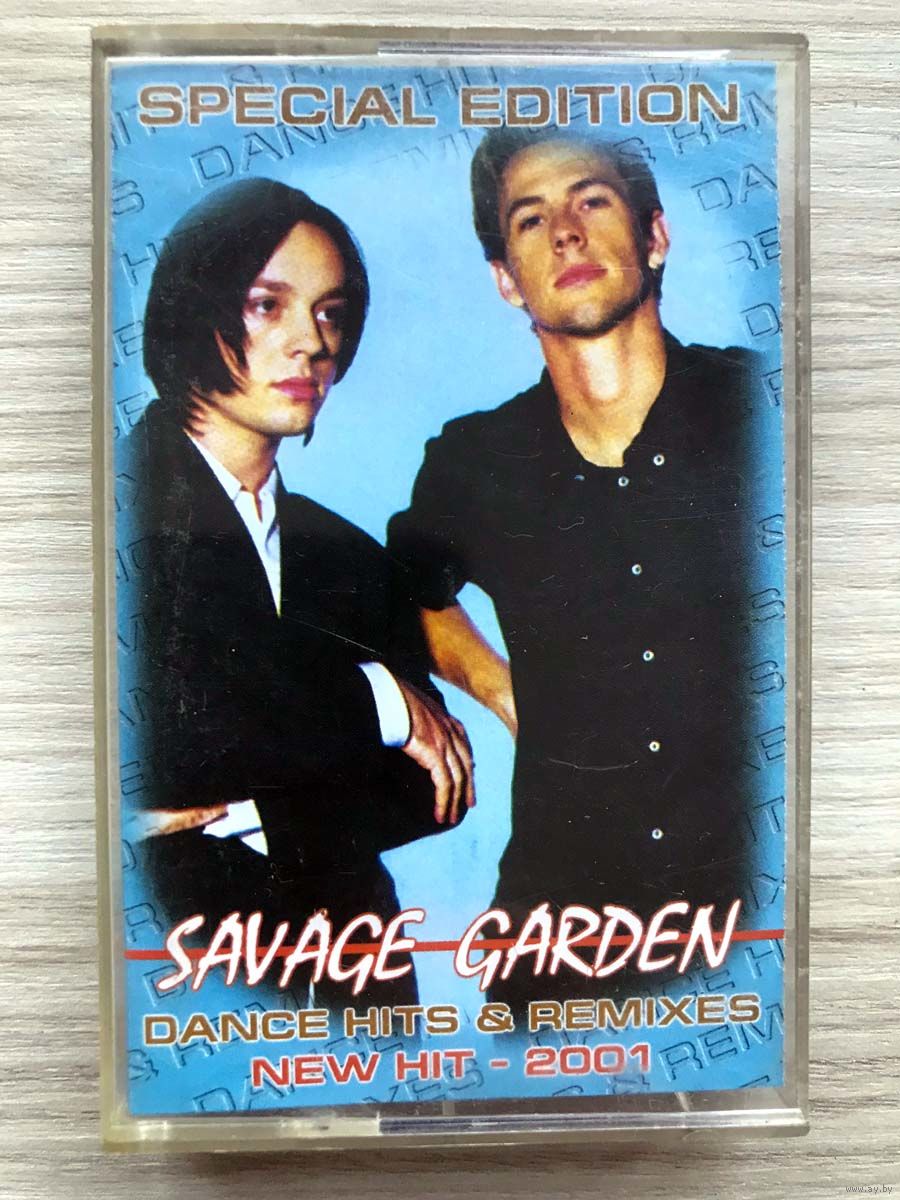 SPECIAL EDITION
SAVAGE GARDEN
DANCE HITS & REMIXES
NEW HIT - 2001
www.ay.by